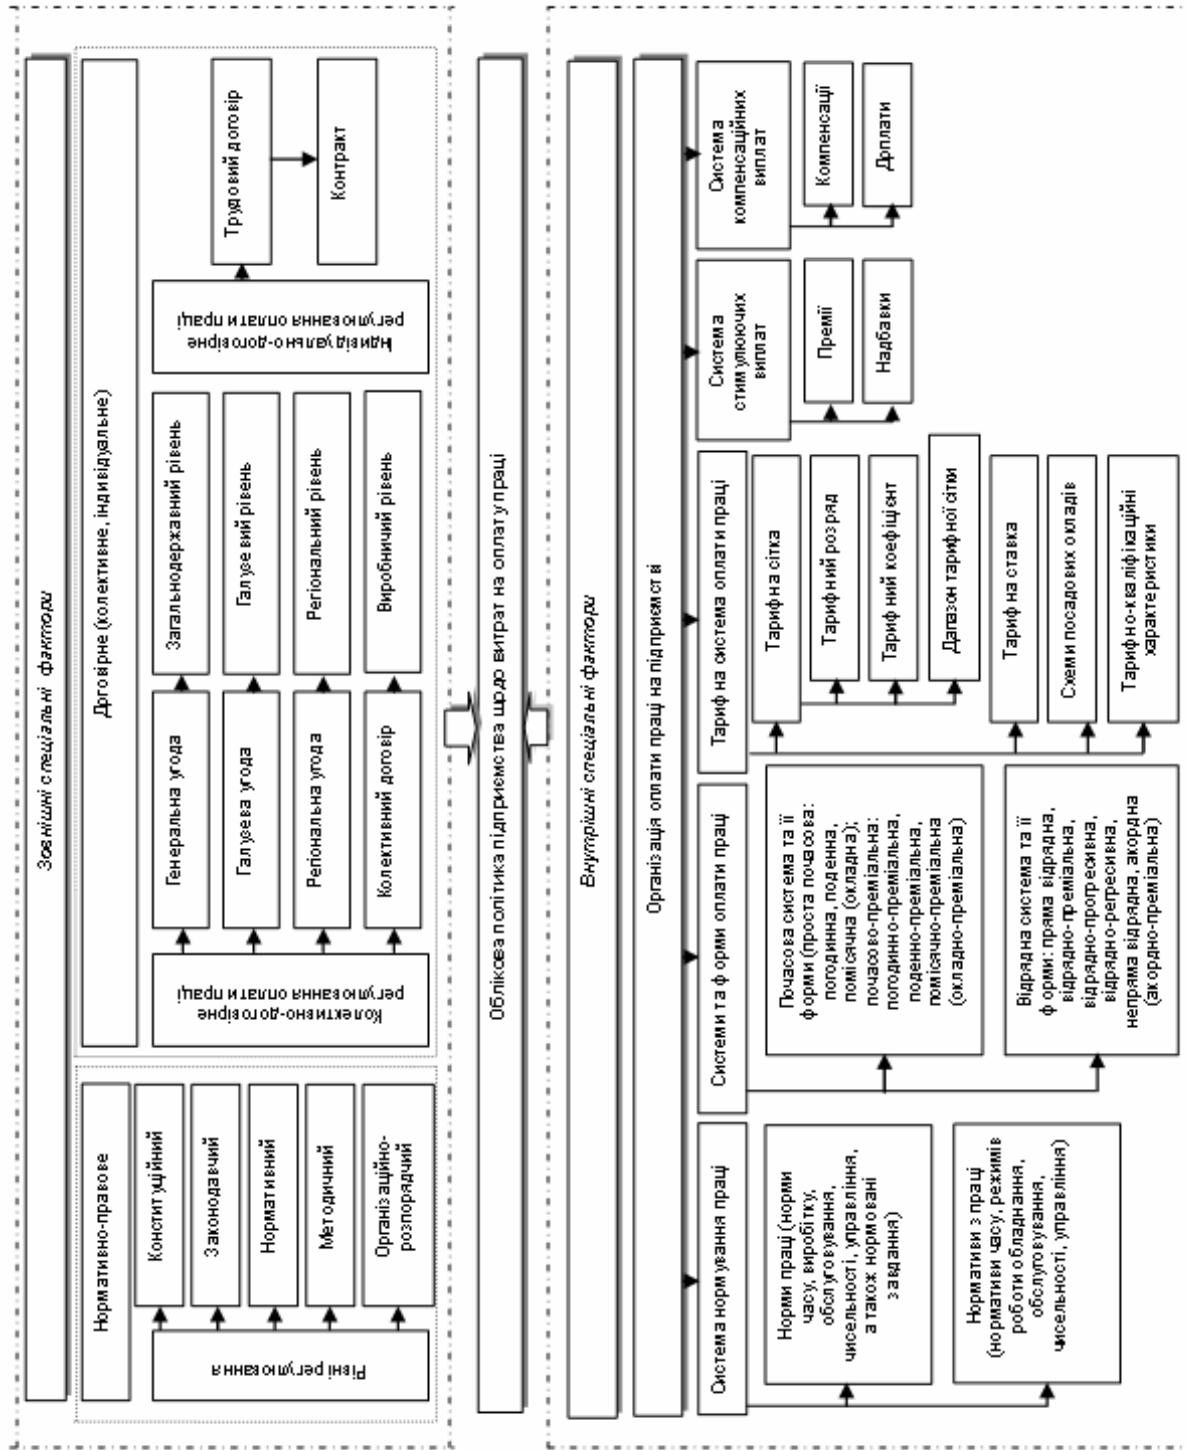 Зовнішні спеціальні фактори
Нормативно-правове
Рівні регулювання
Конституційний
Законодавчий
Нормативний
Методичний
Організаційно-
розпорядчий
Договірне (колективне, індивідуальне)
Колективно-договірне
регулювання оплати праці
Генеральна угода
Загальнодержавний рівень
Галузева угода
Галузевий рівень
Регіональна угода
Регіональний рівень
Колективний договір
Виробничий рівень
Індивідуально-договірне
регулювання оплати праці
Трудовий договір
Контракт
Облікова політика підприємства щодо витрат на оплату праці
Внутрішні спеціальні фактори
Організація оплати праці на підприємстві
Система нормування праці
Норми праці (норми
часу, виробітку,
обслуговування,
чисельності, управління,
а також нормовані
завдання)
Нормативи з праці
(нормативи часу, режимів
роботи обладнання,
обслуговування,
чисельності, управління)
Системи та форми оплати праці
Почасова система та її
форми (проста почасова:
погодинна, поденна,
помісячна (окладна);
почасово-преміальна:
погодинно-преміальна,
поденно-преміальна,
помісячно-преміальна
(окладно-преміальна)
Відрядна система та її
форми: пряма відрядна,
відрядно-преміальна,
відрядно-прогресивна,
відрядно-регресивна,
непряма відрядна, акордна
(акордно-преміальна)
Тарифна система оплати праці
Тарифна сітка
Тарифний розряд
Тарифний коефіцієнт
Діапазон тарифної сітки
Тарифна ставка
Схеми посадових окладів
Тарифно-кваліфікаційні
характеристики
Система
стимулюючих
виплат
Премії
Надбавки
Система
компенсаційних
виплат
Компенсації
Доплати